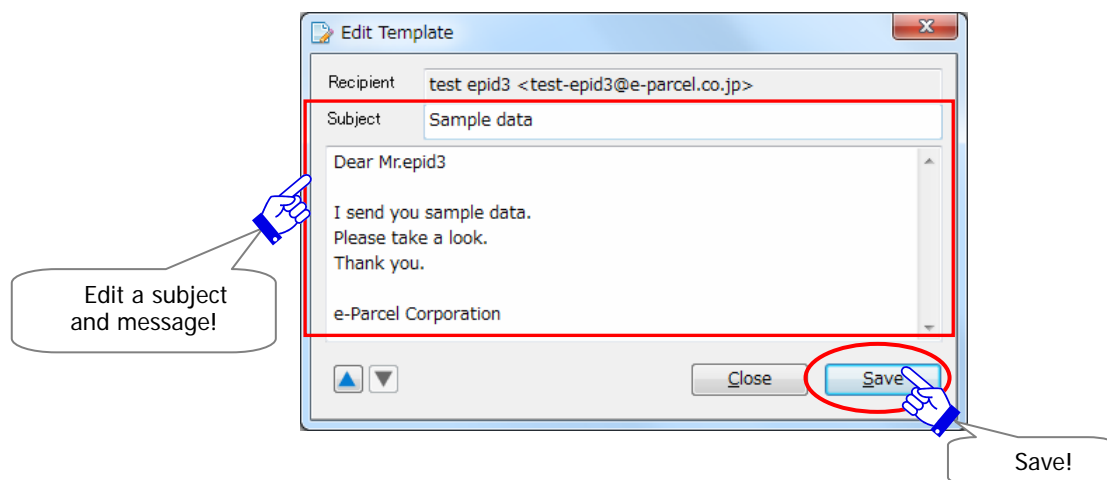 Edit Template
x
Recipient test epid3 <test-epid3@e-parcel.co.jp>
Subject Sample data
Dear Mr.epid3
I send you sample data.
Please take a look.
Thank you.
e-Parcel Corporation
Edit a subject
and message!
Close Save
Save!